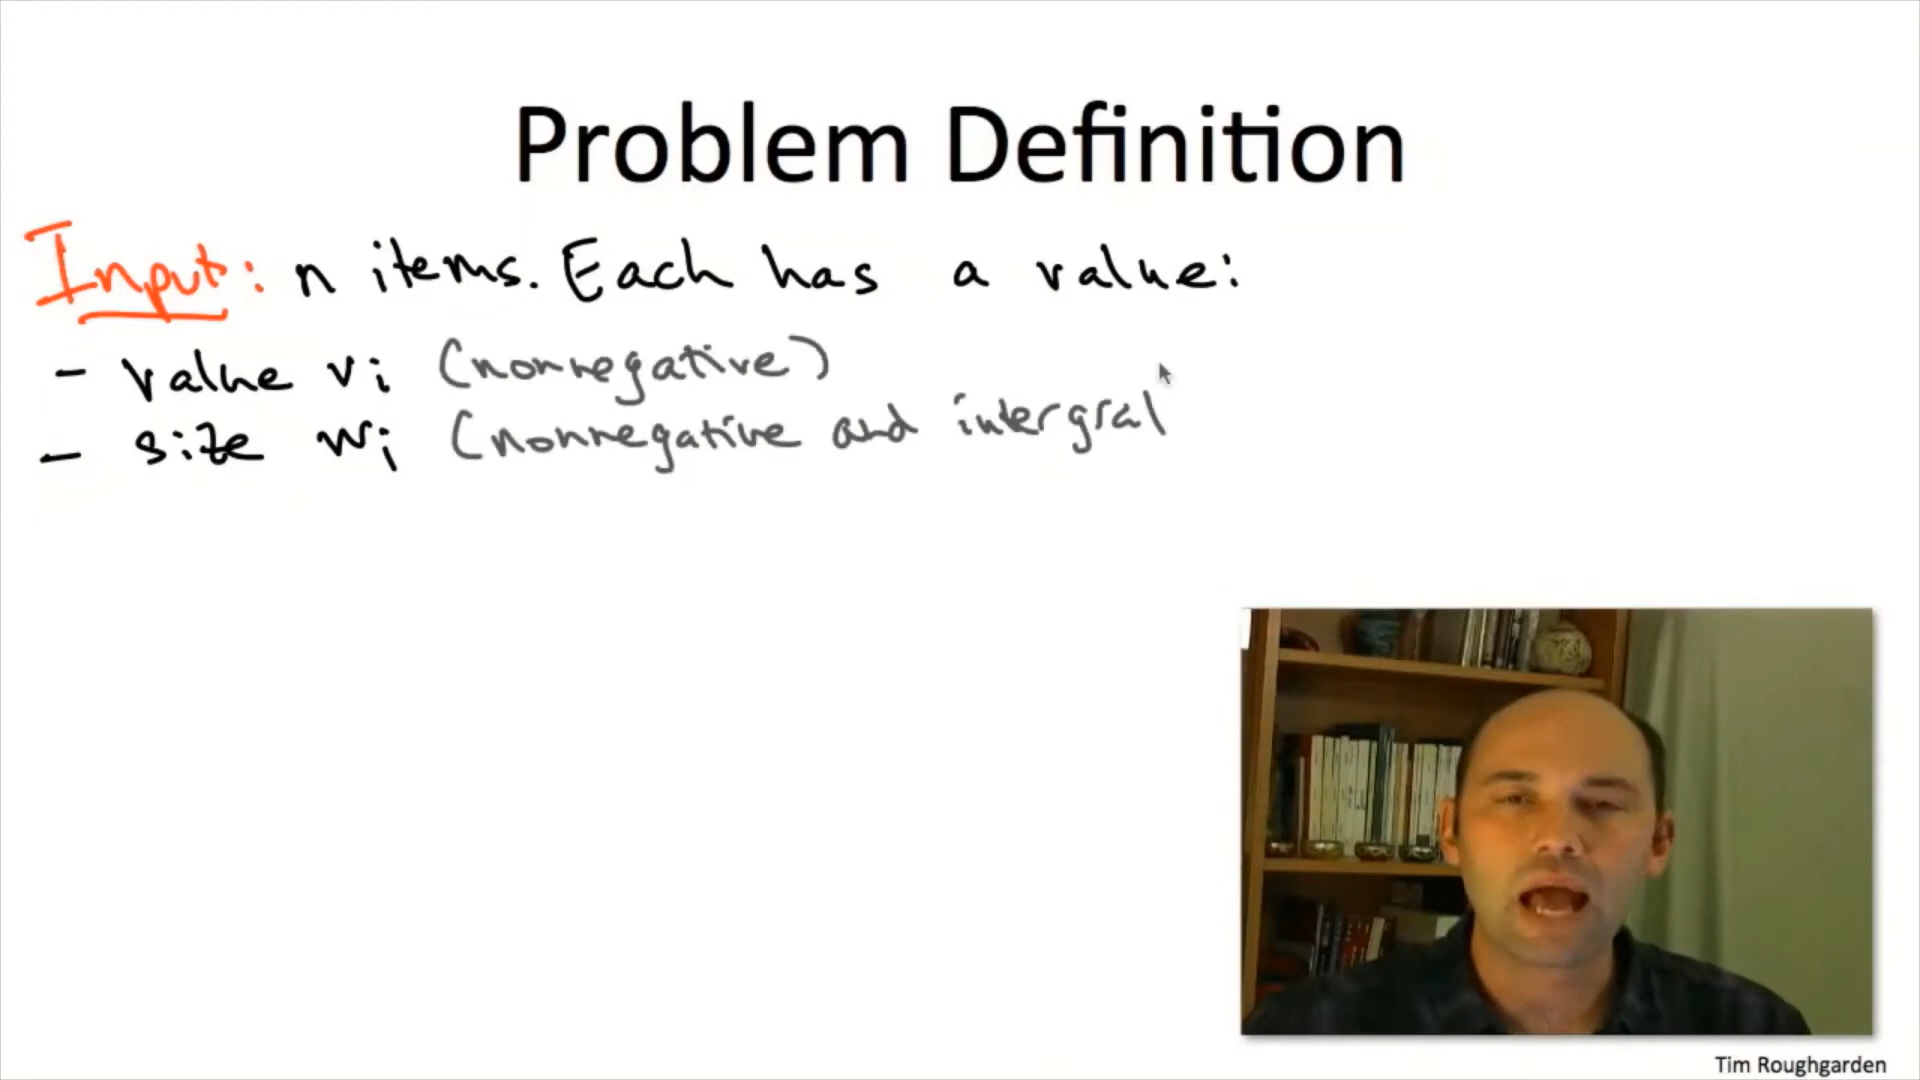 Problem Definition
Input: n items. Each has a value:
- value vi (nonnegative)
- size wi (nonnegative and intergral
Tim Roughgarden